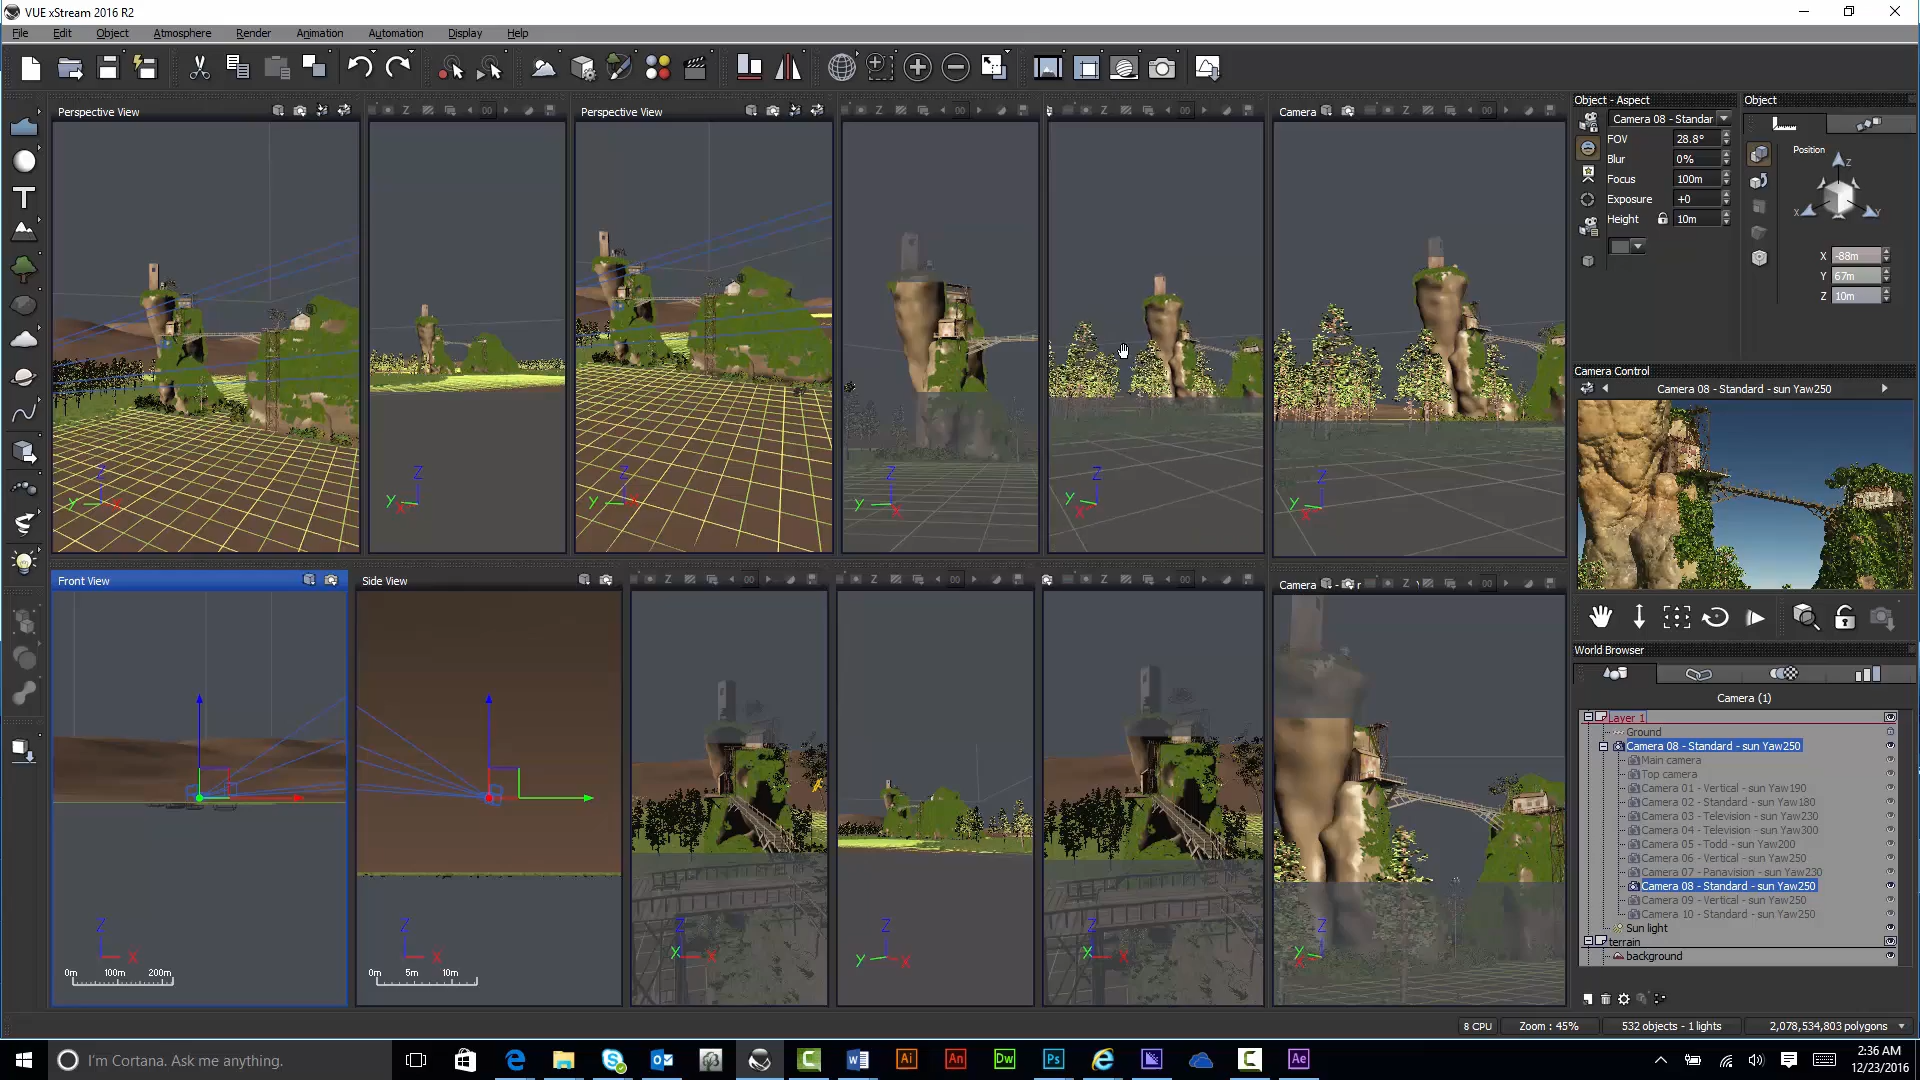 VUE xStream 2016 R2
File Edit Object Atmosphere Render Animation Automation Display Help
Perspective View
Perspective View
Camera
Z
Y
X
Z
Y
X
Z
Y
X
Z
Y
X
Z
Y
X
Z
Y
X
Front View
Side View
Camera
Z
X
0m 100m 200m
Z
X
0m 5m 10m
Z
X
Z
Y
X
Z
X
Z
Y
X
Object - Aspect
Camera 08 - Standar
FOV 28.8°
Blur 0%
Focus 100m
Exposure +0
Height 10m
Object
Position
Z
X
Y
X -88m
Y 67m
Z 10m
Camera Control
Camera 08 - Standard - sun Yaw250
World Browser
Camera (1)
Layer 1
Ground
Camera 08 - Standard - sun Yaw250
Main camera
Top camera
Camera 01 - Vertical - sun Yaw190
Camera 02 - Standard - sun Yaw180
Camera 03 - Television - sun Yaw230
Camera 04 - Television - sun Yaw300
Camera 05 - Todd - sun Yaw200
Camera 06 - Vertical - sun Yaw250
Camera 07 - Panavision - sun Yaw230
Camera 08 - Standard - sun Yaw250
Camera 09 - Vertical - sun Yaw250
Camera 10 - Standard - sun Yaw250
Sun light
terrain
background
8 CPU Zoom : 45% 532 objects - 1 lights 2,078,534,803 polygons
I'm Cortana. Ask me anything.
Ai An Dw Ps Ae
2:36 AM
12/23/2016